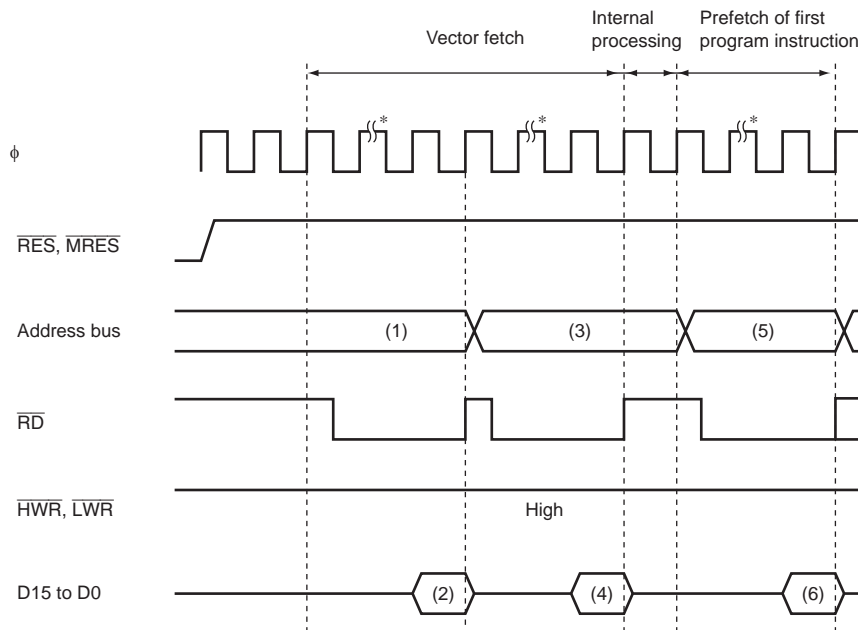 Vector fetch
Internal
processing
Prefetch of first
program instruction
ϕ
*
*
*
RES, MRES
Address bus
(1)
(3)
(5)
RD
HWR, LWR
High
D15 to D0
(2)
(4)
(6)